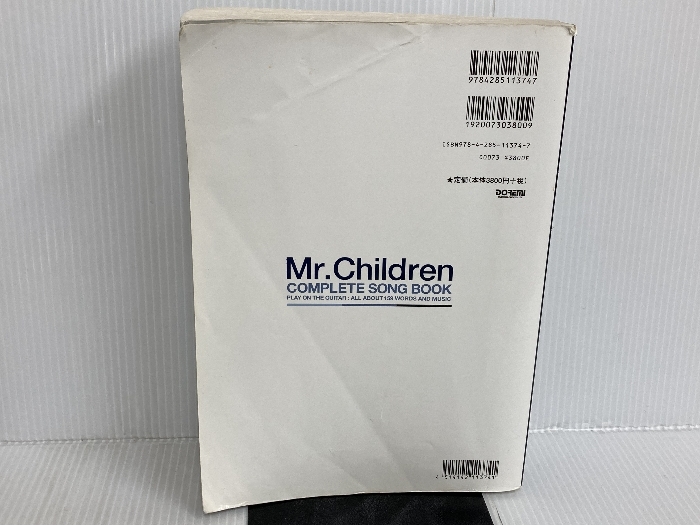 9784285113747
1920073038009
ISBN978-4-285-11374-7
C0073 ¥3800E
★定価(本体3800円+税)
DOREMI
Mr.Children
COMPLETE SONG BOOK
PLAY ON THE GUITAR : ALL ABOUT 159 WORDS AND MUSIC